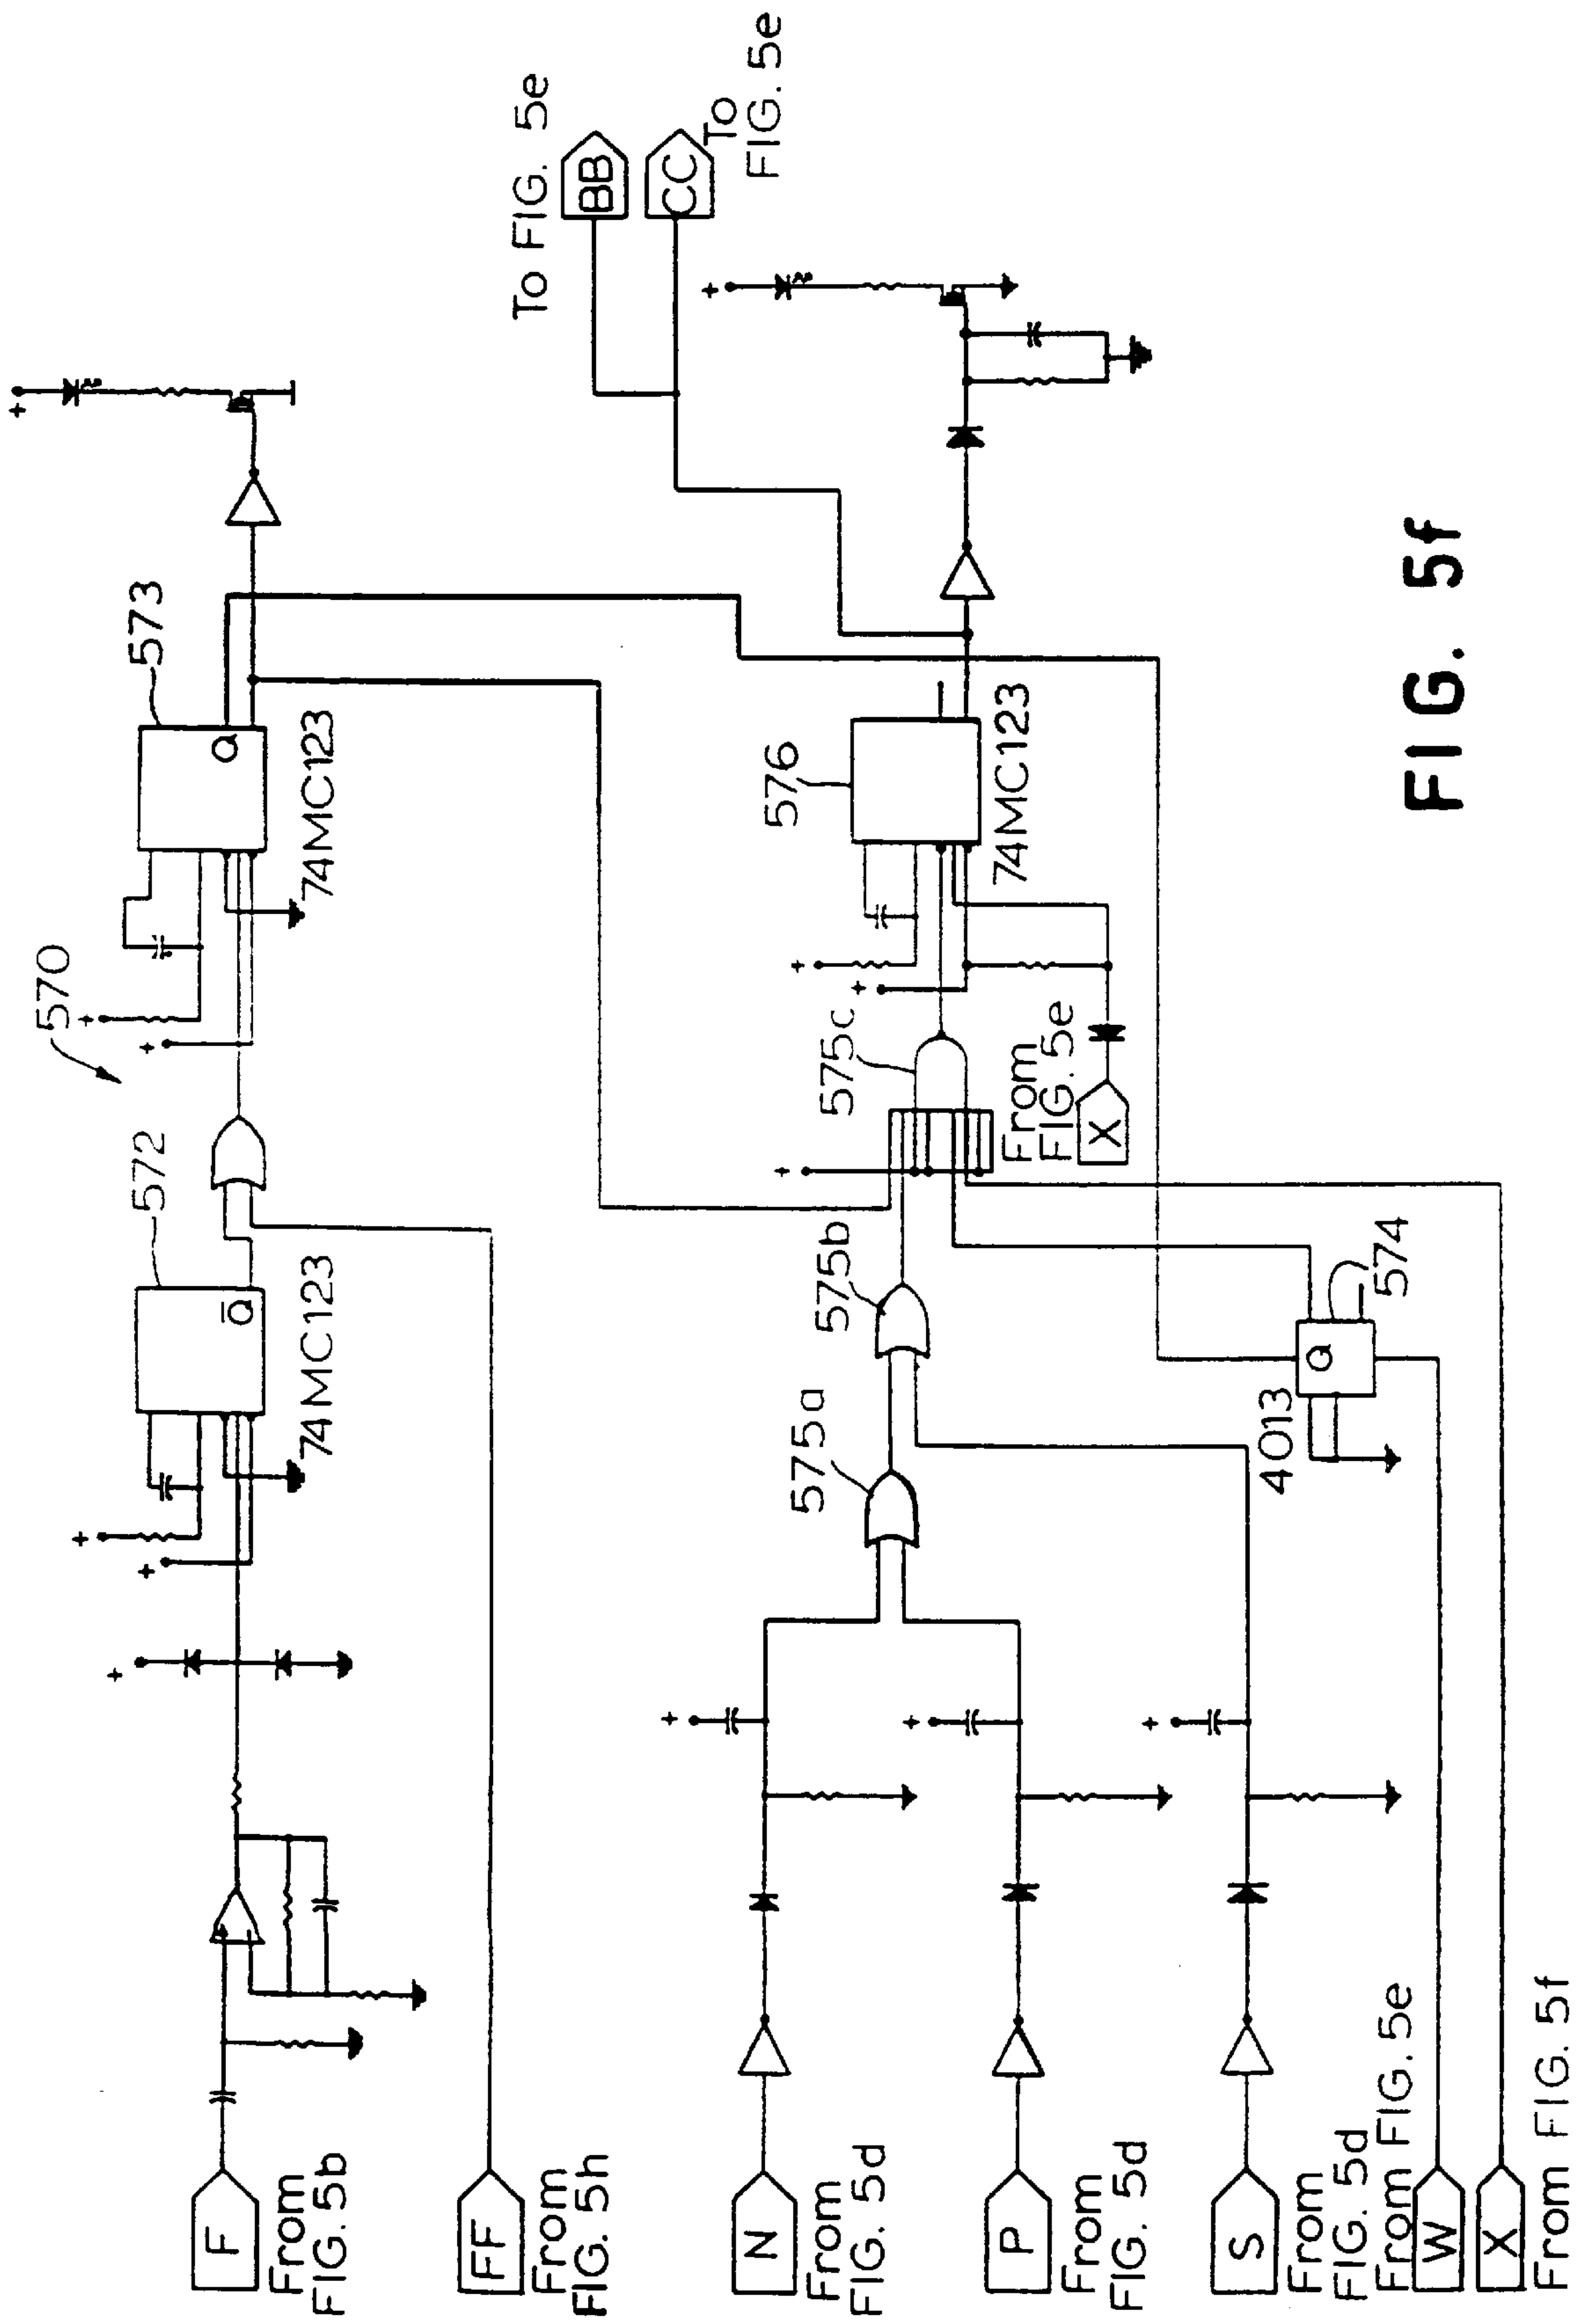 570
573
Q
74MC123
572
Q̅
74MC123
To FIG. 5e
BB
CC
To
FIG. 5e
F
From
FIG. 5b
FF
From
FIG. 5h
576
74MC123
575c
From
FIG. 5e
X
575b
575a
574
Q
4013
N
From
FIG. 5d
P
From
FIG. 5d
S
From
FIG. 5d
From FIG. 5e
W
X
From FIG. 5f
+
+
+
+
+
+
+
+
+
+
+
+
+
FIG. 5f